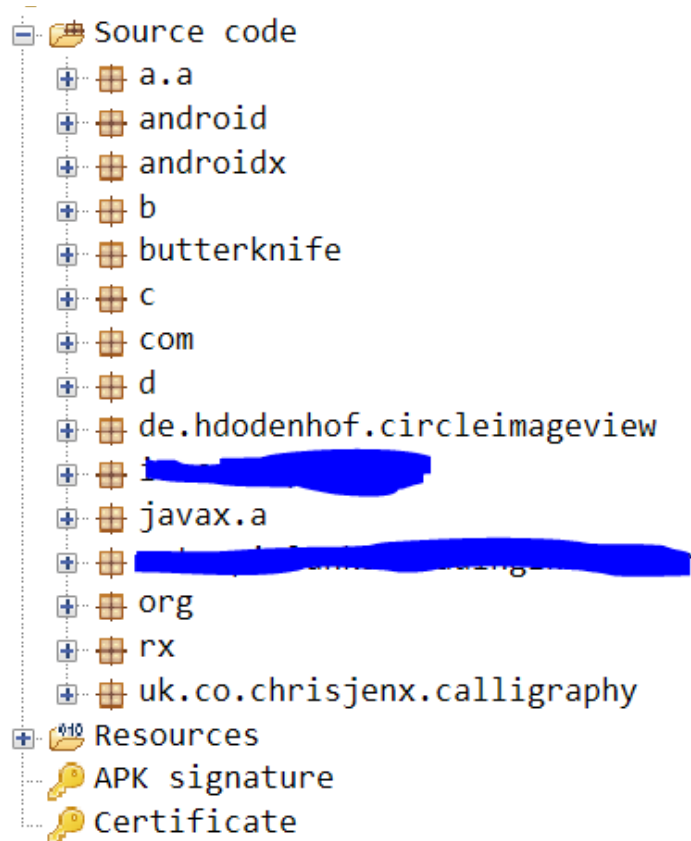 Source code
a.a
android
androidx
b
butterknife
c
com
d
de.hdodenhof.circleimageview
javax.a
org
rx
uk.co.chrisjenx.calligraphy
Resources
APK signature
Certificate